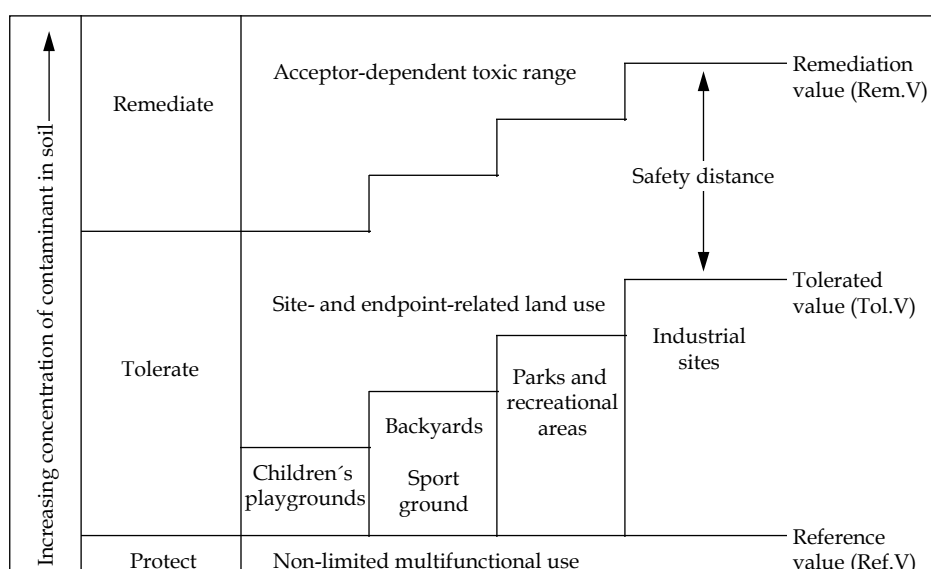 Increasing concentration of contaminant in soil
Remediate
Acceptor-dependent toxic range
Remediation
value (Rem.V)
Safety distance
Tolerate
Site- and endpoint-related land use
Tolerated
value (Tol.V)
Industrial
sites
Parks and
recreational
areas
Backyards
Sport
ground
Children´s
playgrounds
Reference
value (Ref.V)
Protect
Non-limited multifunctional use